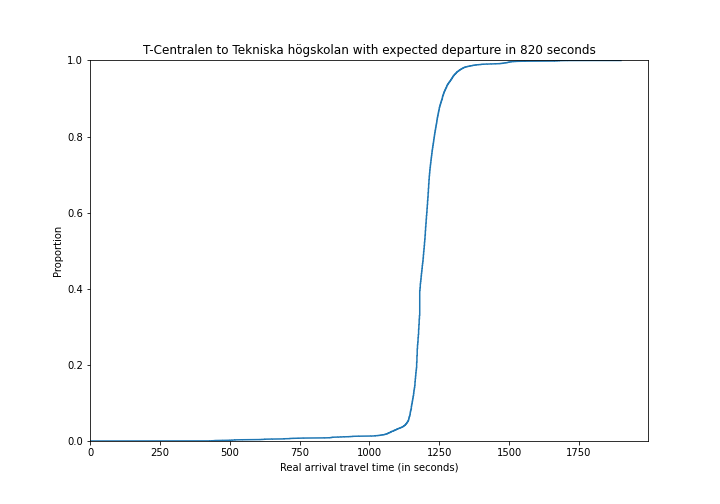 T-Centralen to Tekniska högskolan with expected departure in 820 seconds
1.0
0.8
0.6
0.4
0.2
0.0
Proportion
0 250 500 750 1000 1250 1500 1750
Real arrival travel time (in seconds)